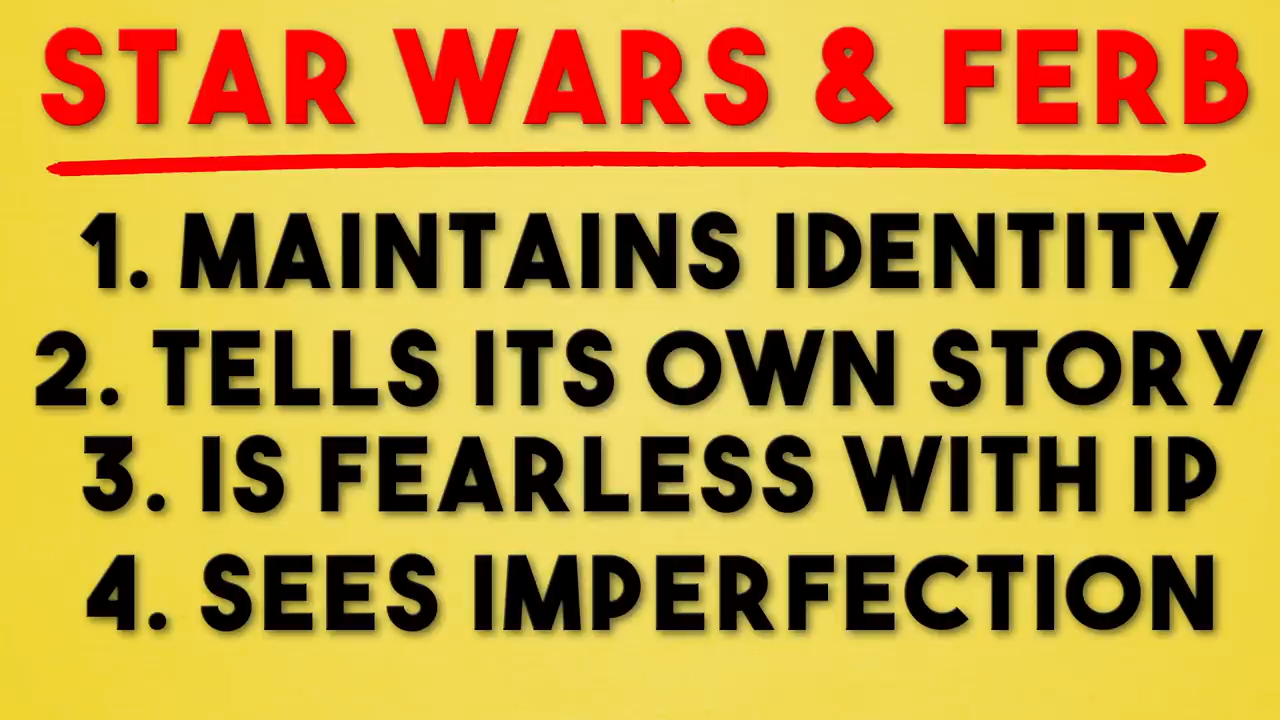 STAR WARS & FERB
1. MAINTAINS IDENTITY
2. TELLS ITS OWN STORY
3. IS FEARLESS WITH IP
4. SEES IMPERFECTION